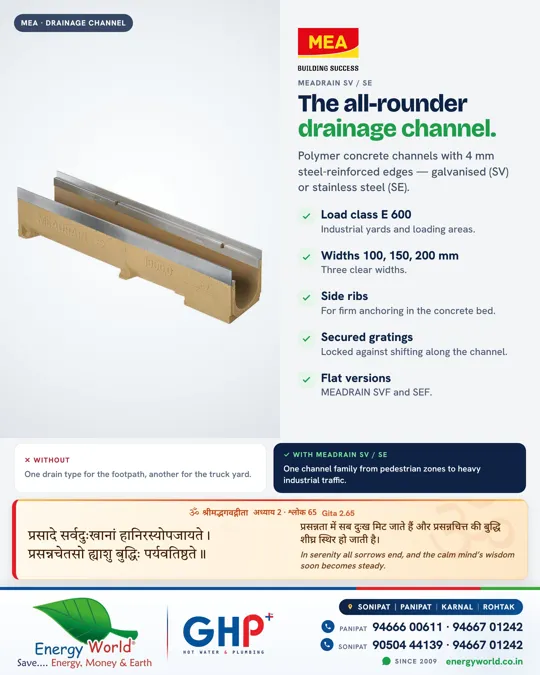 MEA · DRAINAGE CHANNEL
MEA
BUILDING SUCCESS
MEADRAIN SV / SE
The all-rounder
drainage channel.
Polymer concrete channels with 4 mm
steel-reinforced edges — galvanised (SV)
or stainless steel (SE).
✓ Load class E 600
Industrial yards and loading areas.
✓ Widths 100, 150, 200 mm
Three clear widths.
✓ Side ribs
For firm anchoring in the concrete bed.
✓ Secured gratings
Locked against shifting along the channel.
✓ Flat versions
MEADRAIN SVF and SEF.
✕ WITHOUT
One drain type for the footpath, another for the truck yard.
✓ WITH MEADRAIN SV / SE
One channel family from pedestrian zones to heavy
industrial traffic.
ॐ श्रीमद्भगवद्गीता अध्याय 2 · श्लोक 65 Gita 2.65
प्रसादे सर्वदुःखानां हानिरस्योपजायते।
प्रसन्नचेतसो ह्याशु बुद्धिः पर्यवतिष्ठते॥
प्रसन्नता में सब दुःख मिट जाते हैं और प्रसन्नचित्त की बुद्धि
शीघ्र स्थिर हो जाती है।
In serenity all sorrows end, and the calm mind's wisdom
soon becomes steady.
Energy World®
Save.... Energy, Money & Earth
GHP+
HOT WATER & PLUMBING
SONIPAT | PANIPAT | KARNAL | ROHTAK
PANIPAT 94666 00611 · 94667 01242
SONIPAT 90504 44139 · 94667 01242
SINCE 2009 energyworld.co.in